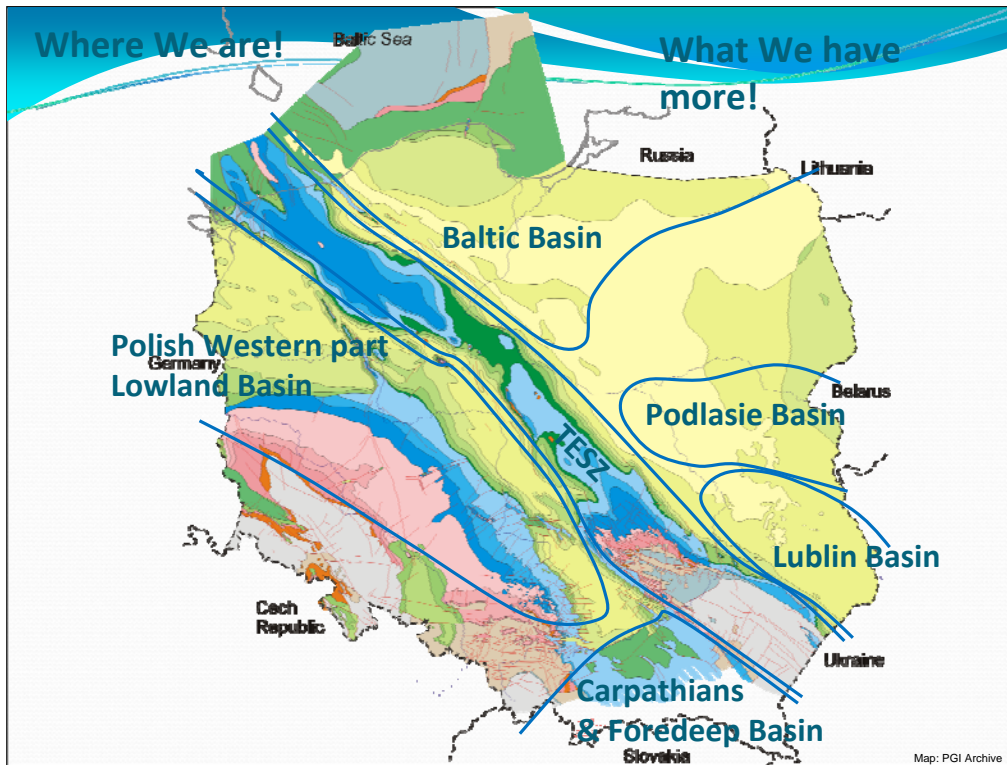 Where We are!
Baltic Sea
What We have
more!
Russia
Lithusnia
Baltic Basin
Polish Western part
Germany
Lowland Basin
Belarus
Podlasie Basin
TESZ
Lublin Basin
Cech
Republic
Ukraine
Carpathians
& Foredeep Basin
Slovakia
Map: PGI Archive